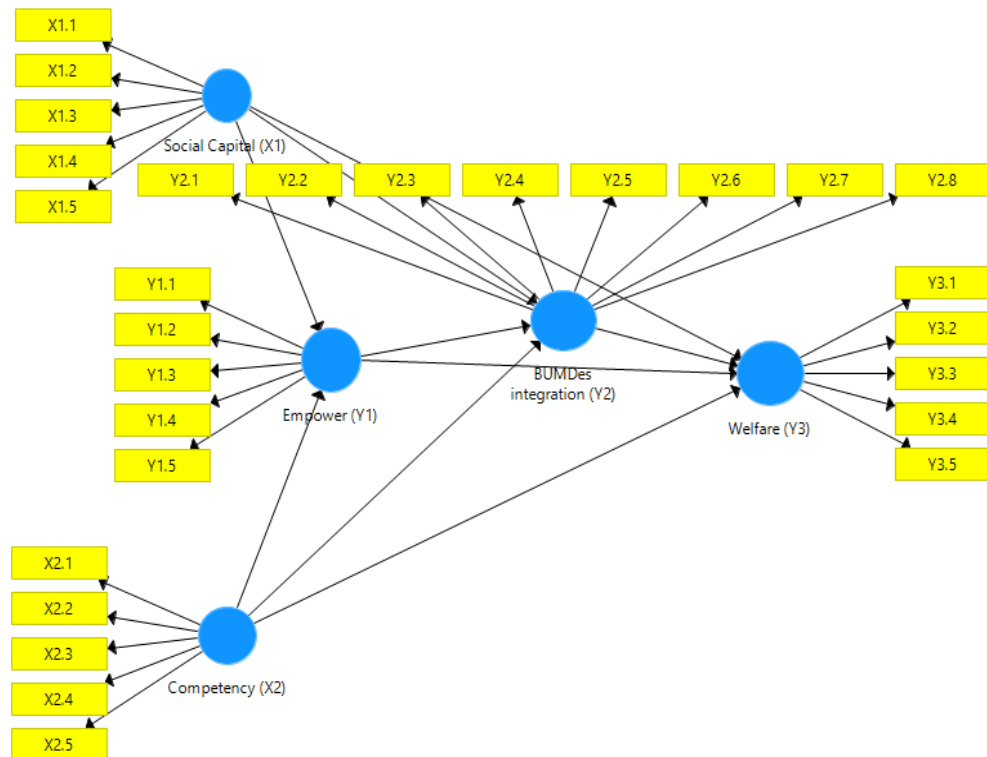 X1.1
X1.2
X1.3
X1.4
X1.5
Social Capital (X1)
Y2.1
Y2.2
Y2.3
Y2.4
Y2.5
Y2.6
Y2.7
Y2.8
Y1.1
Y1.2
Y1.3
Y1.4
Y1.5
Empower (Y1)
BUMDes
integration (Y2)
Welfare (Y3)
Y3.1
Y3.2
Y3.3
Y3.4
Y3.5
X2.1
X2.2
X2.3
X2.4
X2.5
Competency (X2)